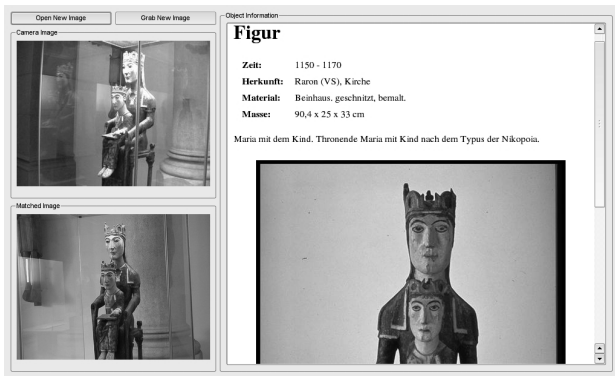 Open New Image
Grab New Image
Camera Image
Matched Image
Object Information
Figur
Zeit: 1150 - 1170
Herkunft: Raron (VS), Kirche
Material: Beinhaus. geschnitzt, bemalt.
Masse: 90,4 x 25 x 33 cm
Maria mit dem Kind. Thronende Maria mit Kind nach dem Typus der Nikopoia.